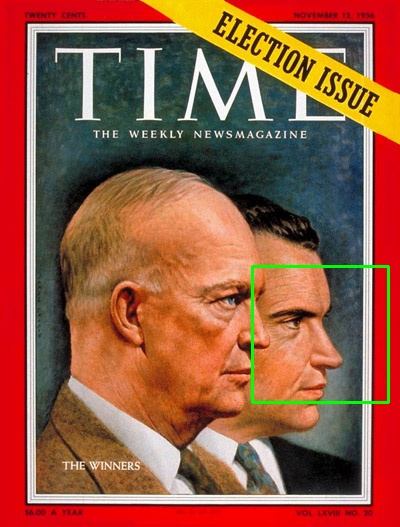 TWENTY CENTS
NOVEMBER 12, 1956
ELECTION ISSUE
TIME
THE WEEKLY NEWSMAGAZINE
THE WINNERS
$6.00 A YEAR
VOL. LXVIII NO. 20